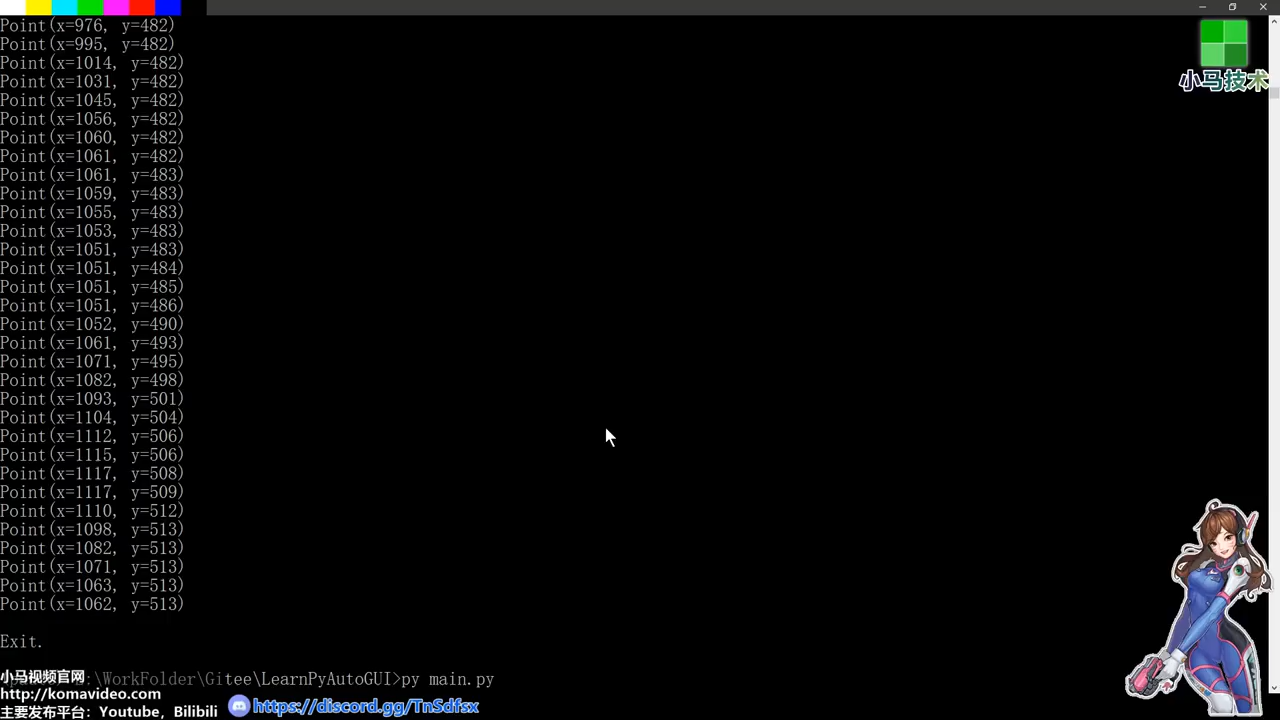 Point(x=976, y=482)
Point(x=995, y=482)
Point(x=1014, y=482)
Point(x=1031, y=482)
Point(x=1045, y=482)
Point(x=1056, y=482)
Point(x=1060, y=482)
Point(x=1061, y=482)
Point(x=1061, y=483)
Point(x=1059, y=483)
Point(x=1055, y=483)
Point(x=1053, y=483)
Point(x=1051, y=483)
Point(x=1051, y=484)
Point(x=1051, y=485)
Point(x=1051, y=486)
Point(x=1052, y=490)
Point(x=1061, y=493)
Point(x=1071, y=495)
Point(x=1082, y=498)
Point(x=1093, y=501)
Point(x=1104, y=504)
Point(x=1112, y=506)
Point(x=1115, y=506)
Point(x=1117, y=508)
Point(x=1117, y=509)
Point(x=1110, y=512)
Point(x=1098, y=513)
Point(x=1082, y=513)
Point(x=1071, y=513)
Point(x=1063, y=513)
Point(x=1062, y=513)
Exit.
:\WorkFolder\Gitee\LearnPyAutoGUI>py main.py
小马技术
小马视频官网
http://komavideo.com
主要发布平台：Youtube，Bilibili
https://discord.gg/TnSdfsx